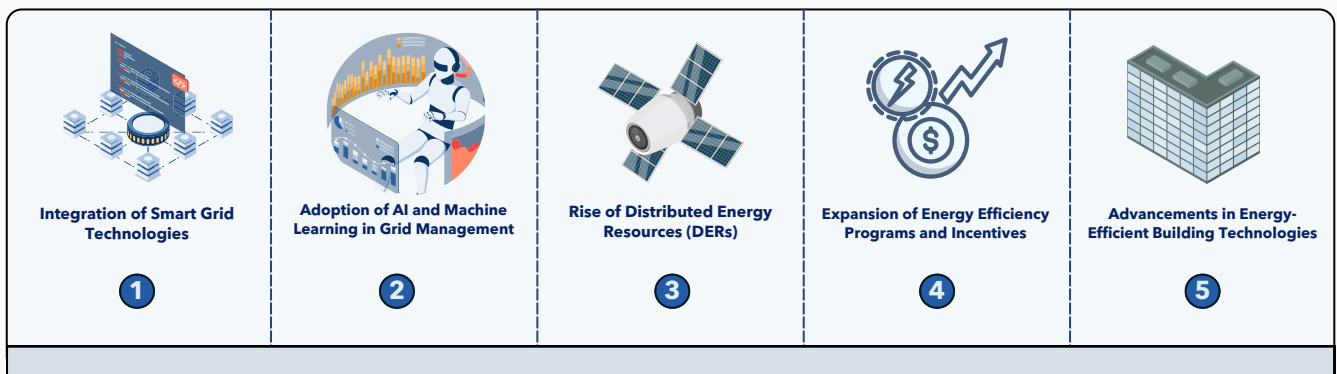 Integration of Smart Grid
Technologies
1
Adoption of AI and Machine
Learning in Grid Management
2
Rise of Distributed Energy
Resources (DERs)
3
Expansion of Energy Efficiency
Programs and Incentives
4
Advancements in Energy-
Efficient Building Technologies
5